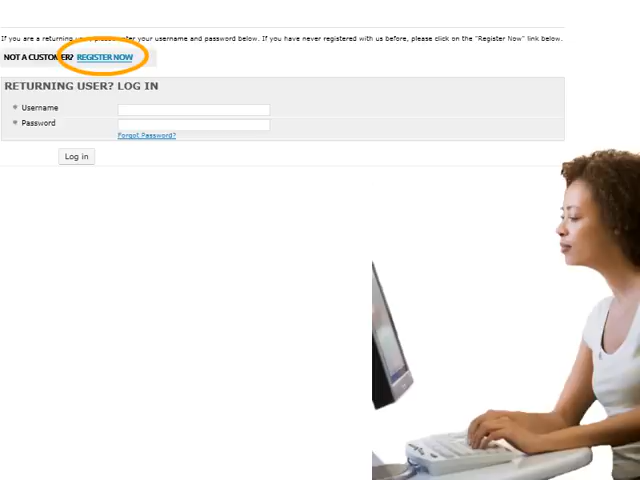 If you are a returning user, please enter your username and password below. If you have never registered with us before, please click on the "Register Now" link below.
NOT A CUSTOMER? REGISTER NOW
RETURNING USER? LOG IN
* Username
* Password
Forgot Password?
Log in